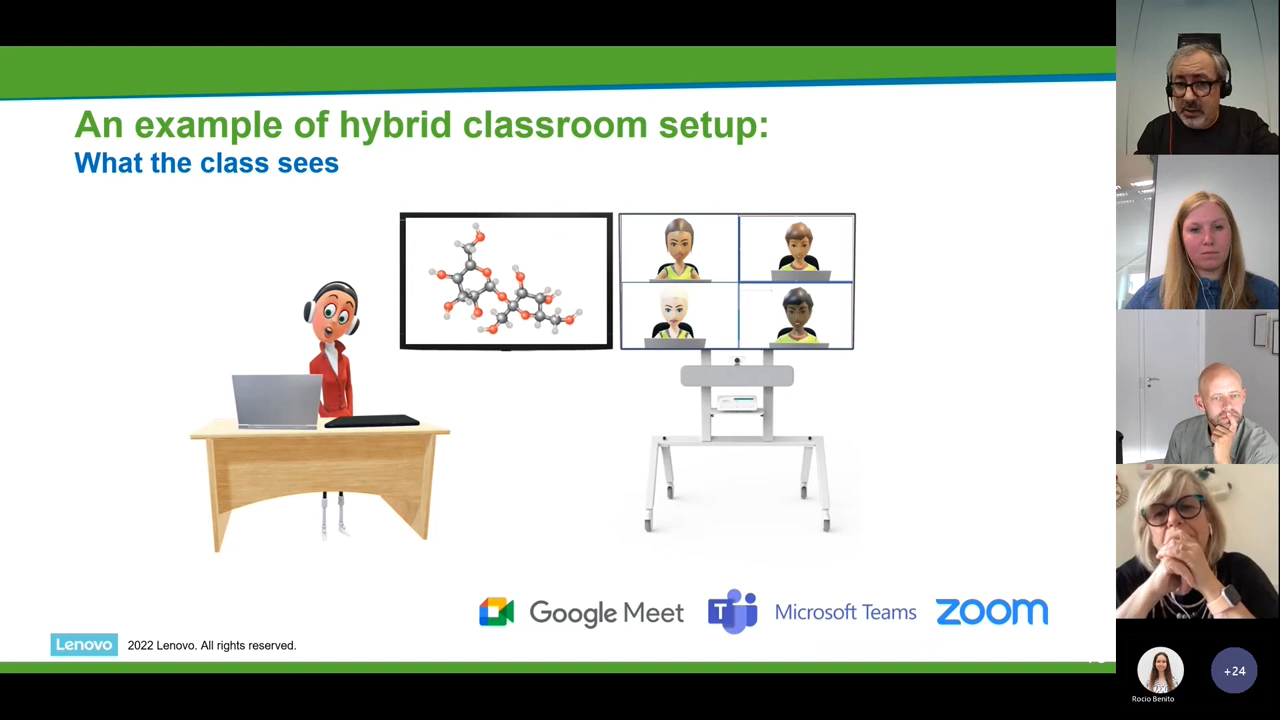 An example of hybrid classroom setup:
What the class sees
Google Meet
T
Microsoft Teams
zoom
Lenovo
2022 Lenovo. All rights reserved.
Rocio Benito
+24